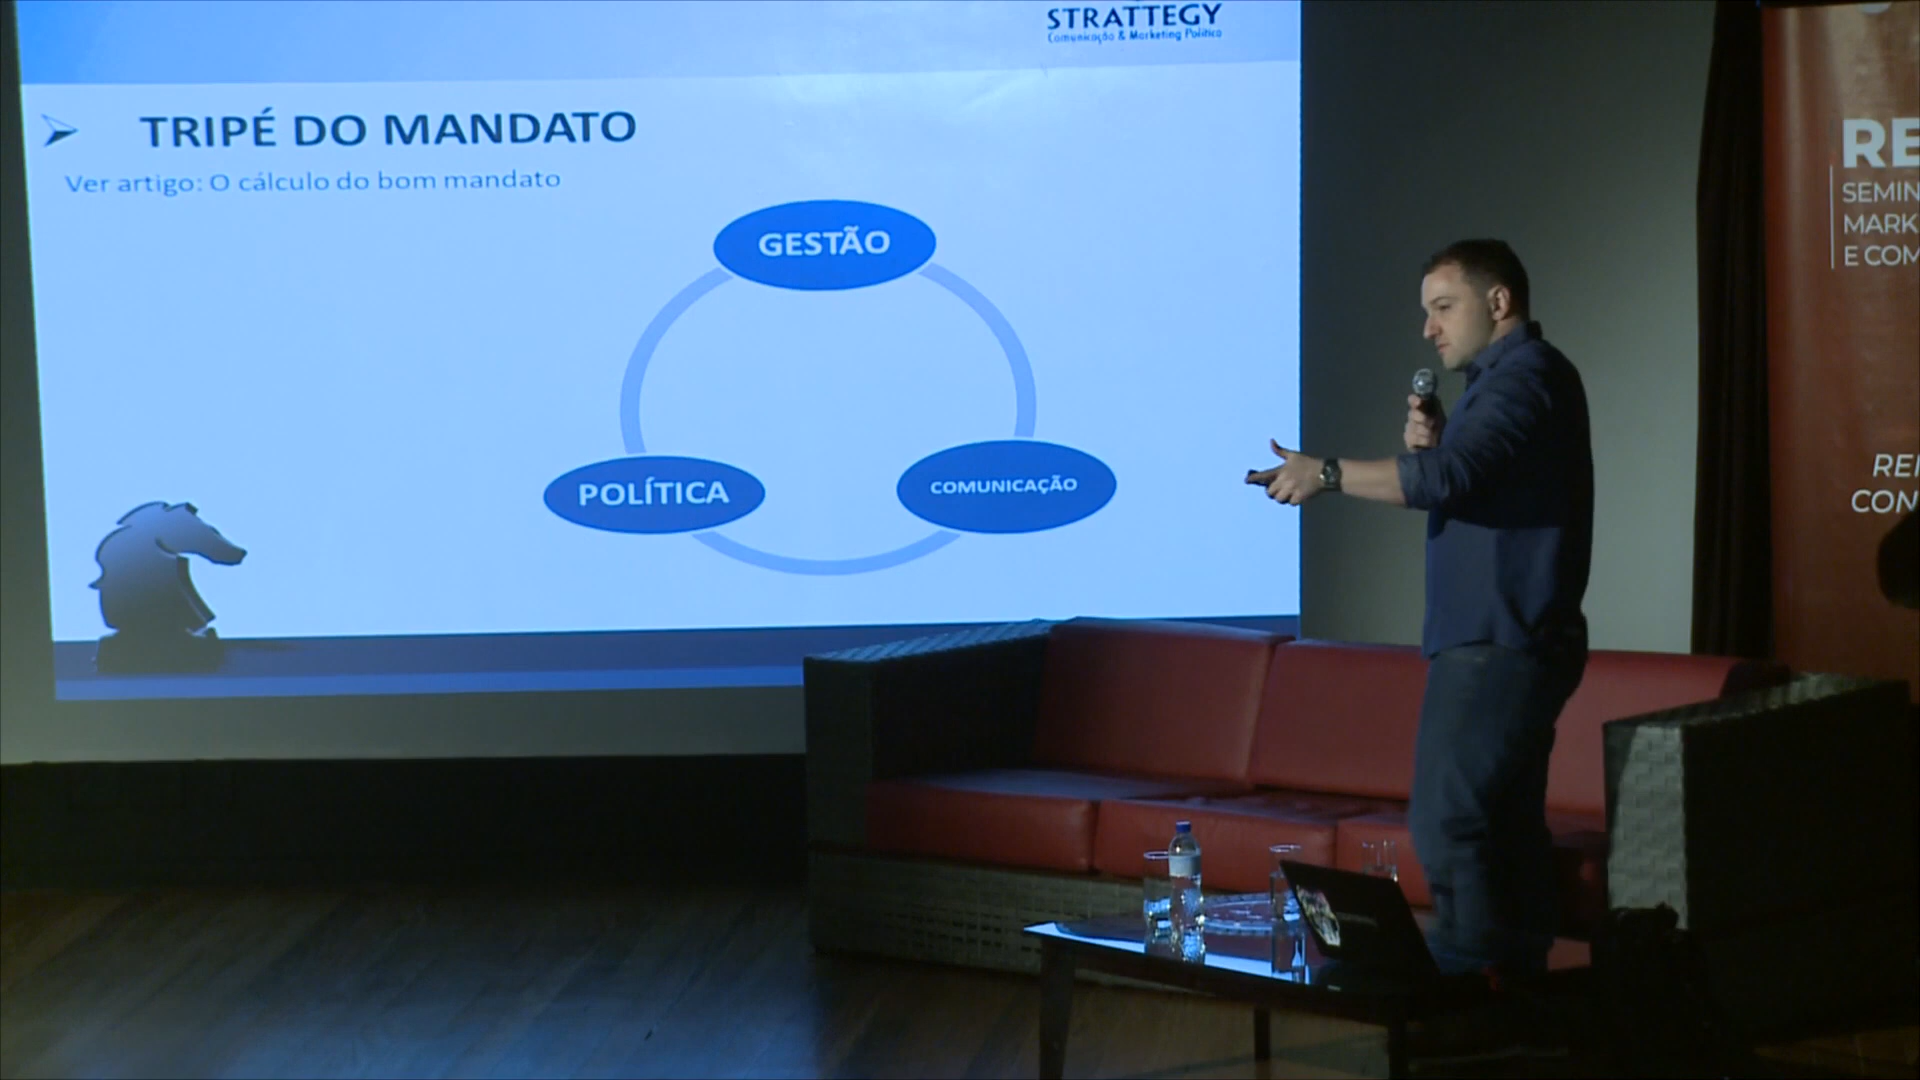 STRATTEGY
Comunicação & Marketing Político
TRIPÉ DO MANDATO
Ver artigo: O cálculo do bom mandato
GESTÃO
POLÍTICA
COMUNICAÇÃO
RE
SEMIN
MARK
E COM
REI
CON